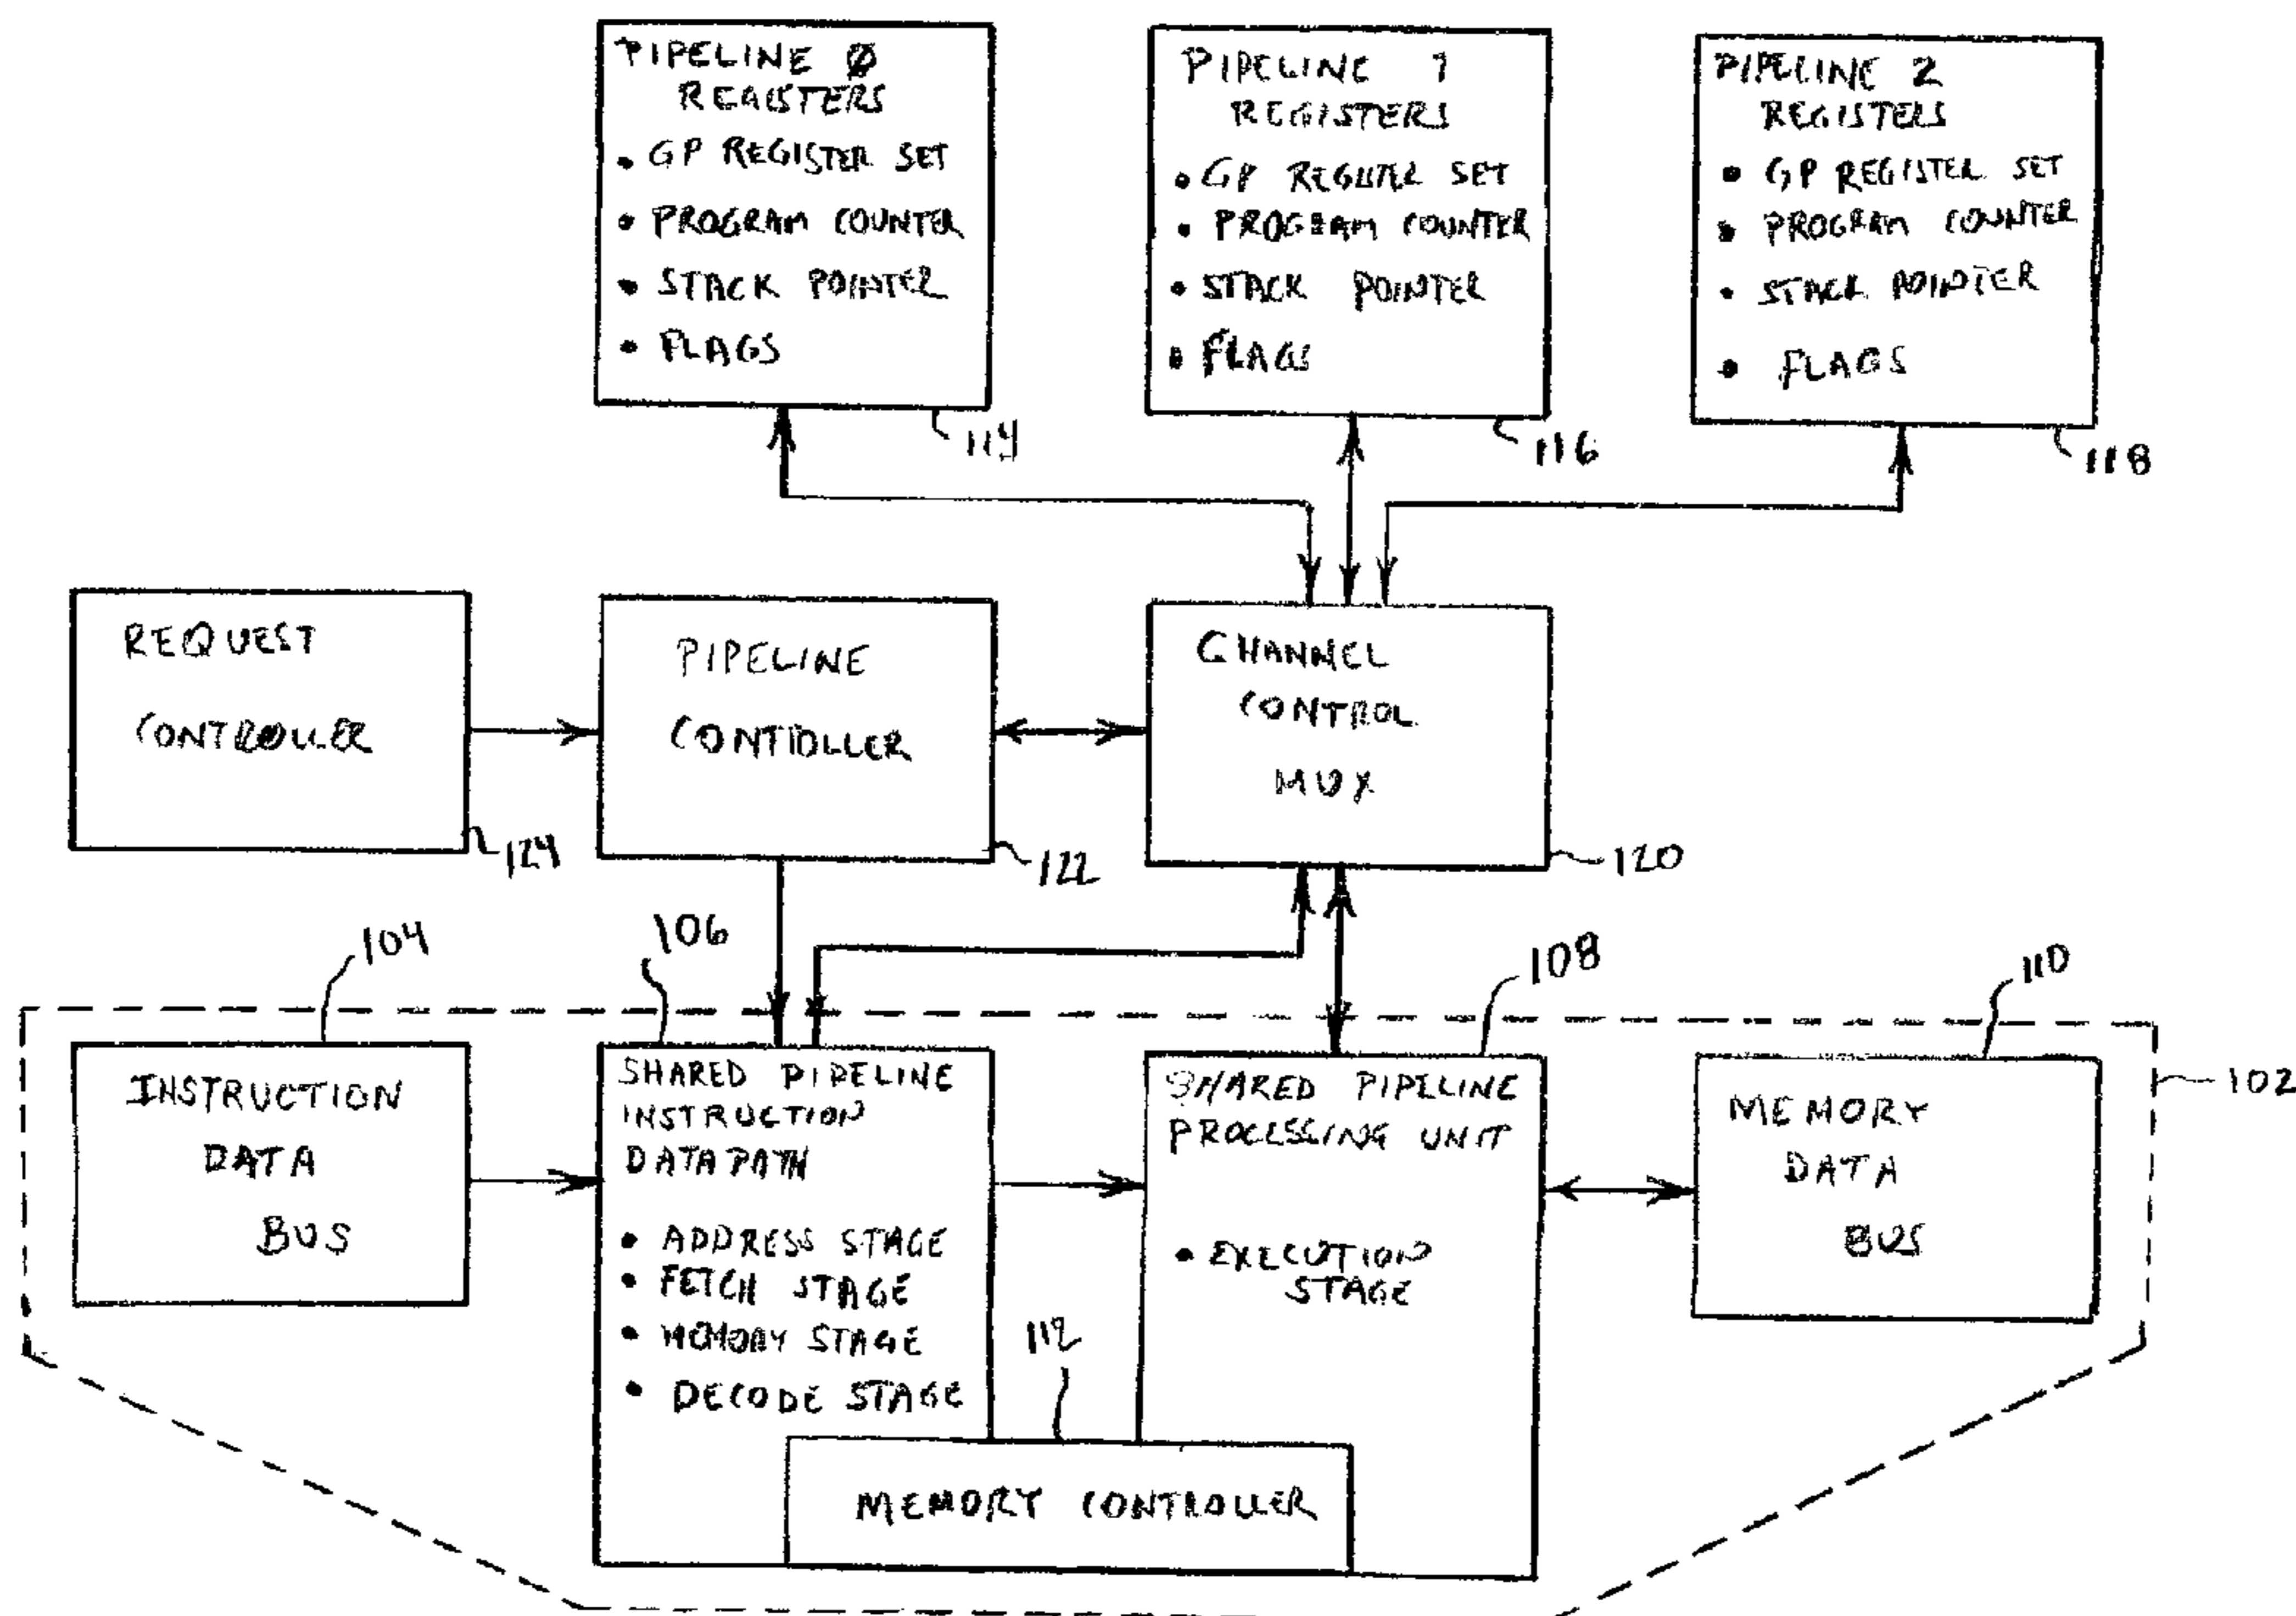 PIPELINE 0
REGISTERS
• GP REGISTER SET
• PROGRAM COUNTER
• STACK POINTER
• FLAGS
114
PIPELINE 1
REGISTERS
• GP REGISTER SET
• PROGRAM COUNTER
• STACK POINTER
• FLAGS
116
PIPELINE 2
REGISTERS
• GP REGISTER SET
• PROGRAM COUNTER
• STACK POINTER
• FLAGS
118
REQUEST
CONTROLLER
124
PIPELINE
CONTROLLER
122
CHANNEL
CONTROL
MUX
120
104
106
108
110
102
INSTRUCTION
DATA
BUS
SHARED PIPELINE
INSTRUCTION
DATAPATH
• ADDRESS STAGE
• FETCH STAGE
• MEMORY STAGE
• DECODE STAGE
SHARED PIPELINE
PROCESSING UNIT
• EXECUTION
STAGE
MEMORY
DATA
BUS
112
MEMORY CONTROLLER